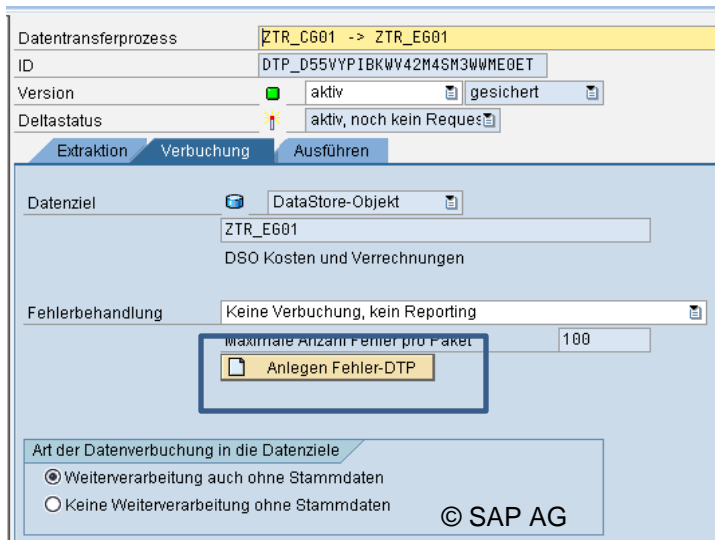 Datentransferprozess ZTR_CG01 -> ZTR_EG01
ID DTP_D55VYPIBKWV42M4SM3WWME0ET
Version aktiv gesichert
Deltastatus aktiv, noch kein Reques
Extraktion Verbuchung Ausführen
Datenziel DataStore-Objekt
ZTR_EG01
DSO Kosten und Verrechnungen
Fehlerbehandlung Keine Verbuchung, kein Reporting
Maximale Anzahl Fehler pro Paket 100
Anlegen Fehler-DTP
Art der Datenverbuchung in die Datenziele
Weiterverarbeitung auch ohne Stammdaten
Keine Weiterverarbeitung ohne Stammdaten
© SAP AG